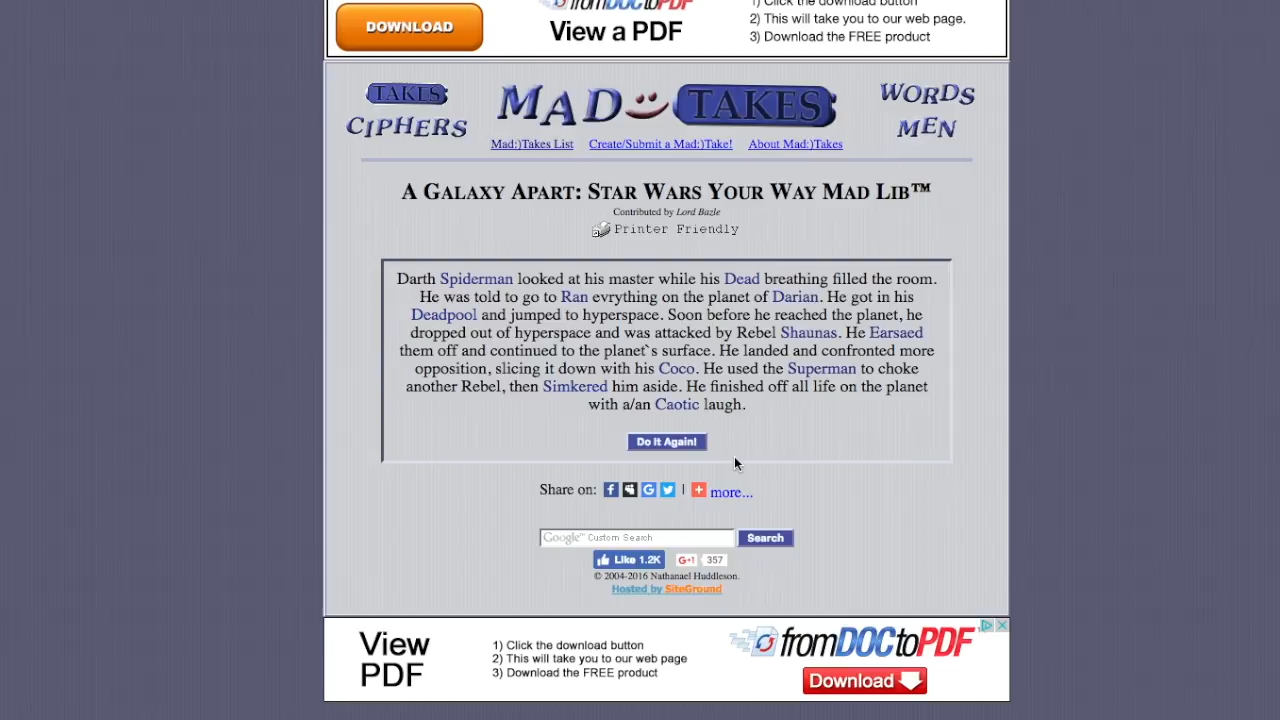 DOWNLOAD
fromDOCtoPDF
View a PDF
1) Click the download button
2) This will take you to our web page.
3) Download the FREE product
TAKES
CIPHERS
MAD:)TAKES
WORDS
MEN
Mad:)Takes List Create/Submit a Mad:)Take! About Mad:)Takes
A Galaxy Apart: Star Wars Your Way Mad Lib™
Contributed by Lord Bazle
Printer Friendly
Darth Spiderman looked at his master while his Dead breathing filled the room.
He was told to go to Ran evrything on the planet of Darian. He got in his
Deadpool and jumped to hyperspace. Soon before he reached the planet, he
dropped out of hyperspace and was attacked by Rebel Shaunas. He Earsaed
them off and continued to the planet`s surface. He landed and confronted more
opposition, slicing it down with his Coco. He used the Superman to choke
another Rebel, then Simkered him aside. He finished off all life on the planet
with a/an Caotic laugh.
Do It Again!
Share on: | more...
Google™ Custom Search Search
Like 1.2K G+1 357
© 2004-2016 Nathanael Huddleson.
Hosted by SiteGround
View
PDF
1) Click the download button
2) This will take you to our web page
3) Download the FREE product
fromDOCtoPDF
Download